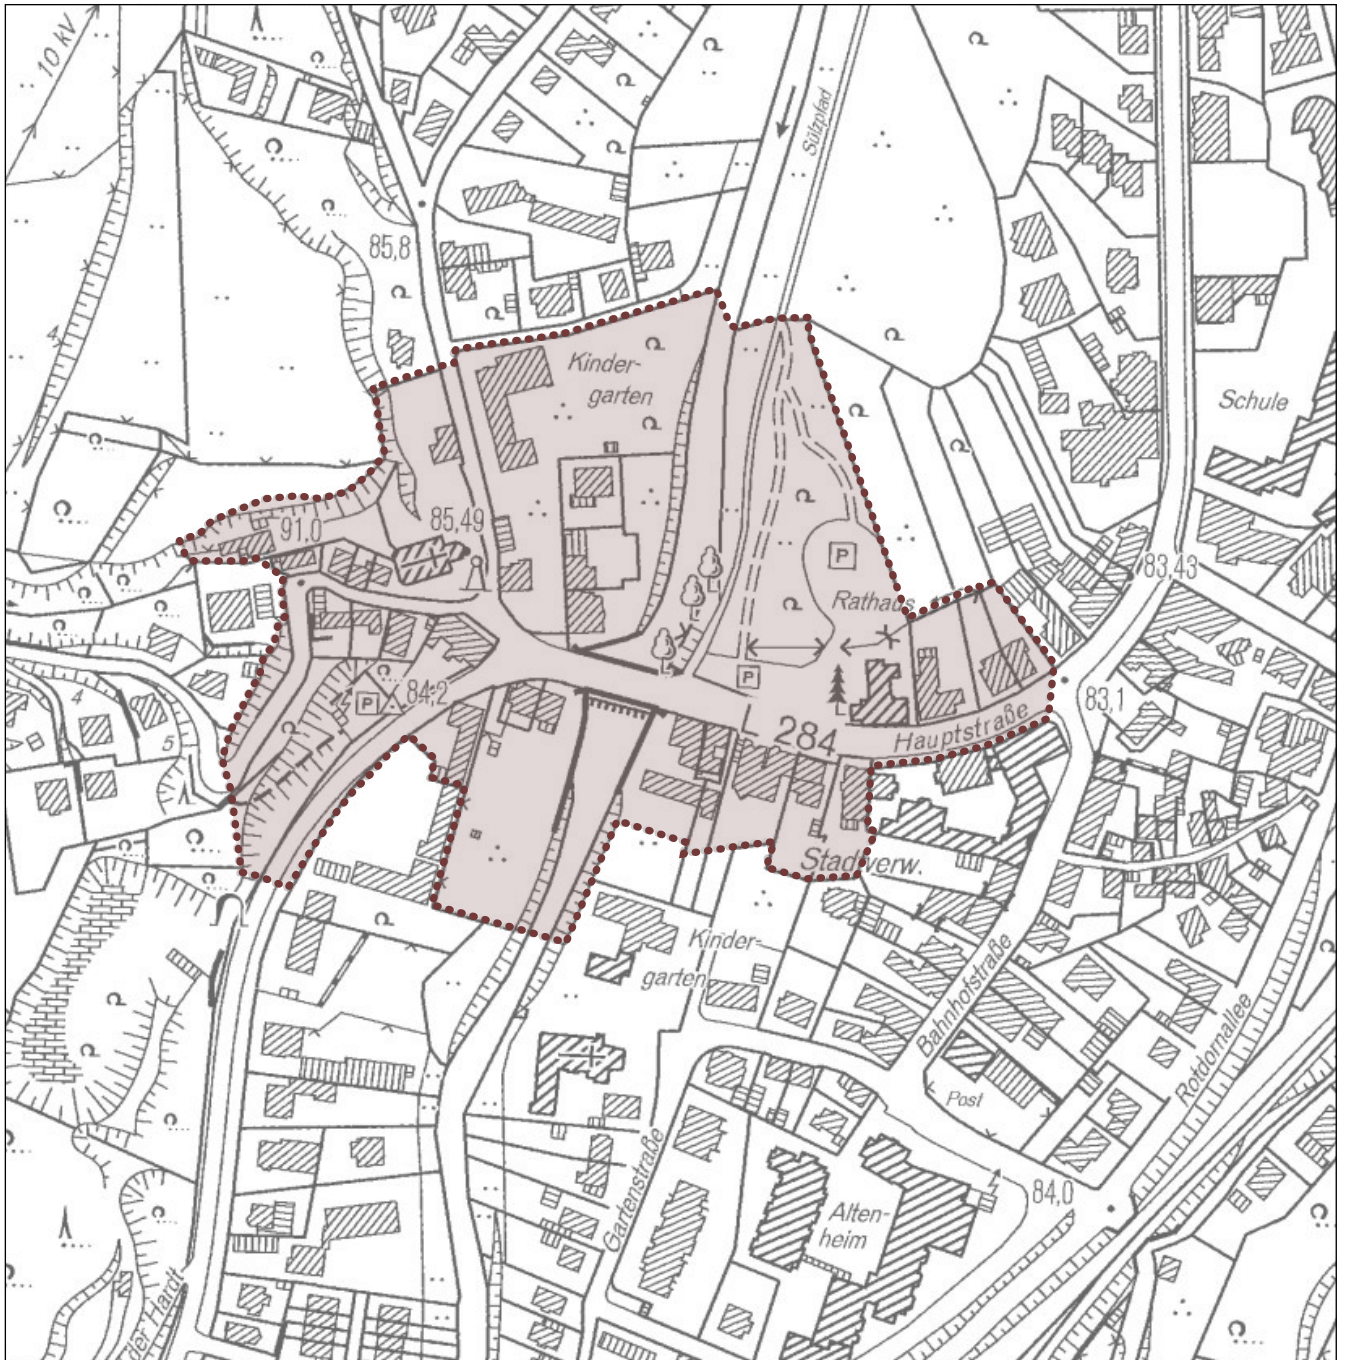 10 kV
Sülzpfad
85,8
4
Kinder-
garten
Schule
91,0
85,49
P
83,43
Rathaus
P
84,2
P
83,1
4
5
284
Hauptstraße
Stadtverw.
Kinder-
garten
Bahnhofstraße
Rotdornallee
Post
Gartenstraße
84,0
Alten-
heim
der Hardt